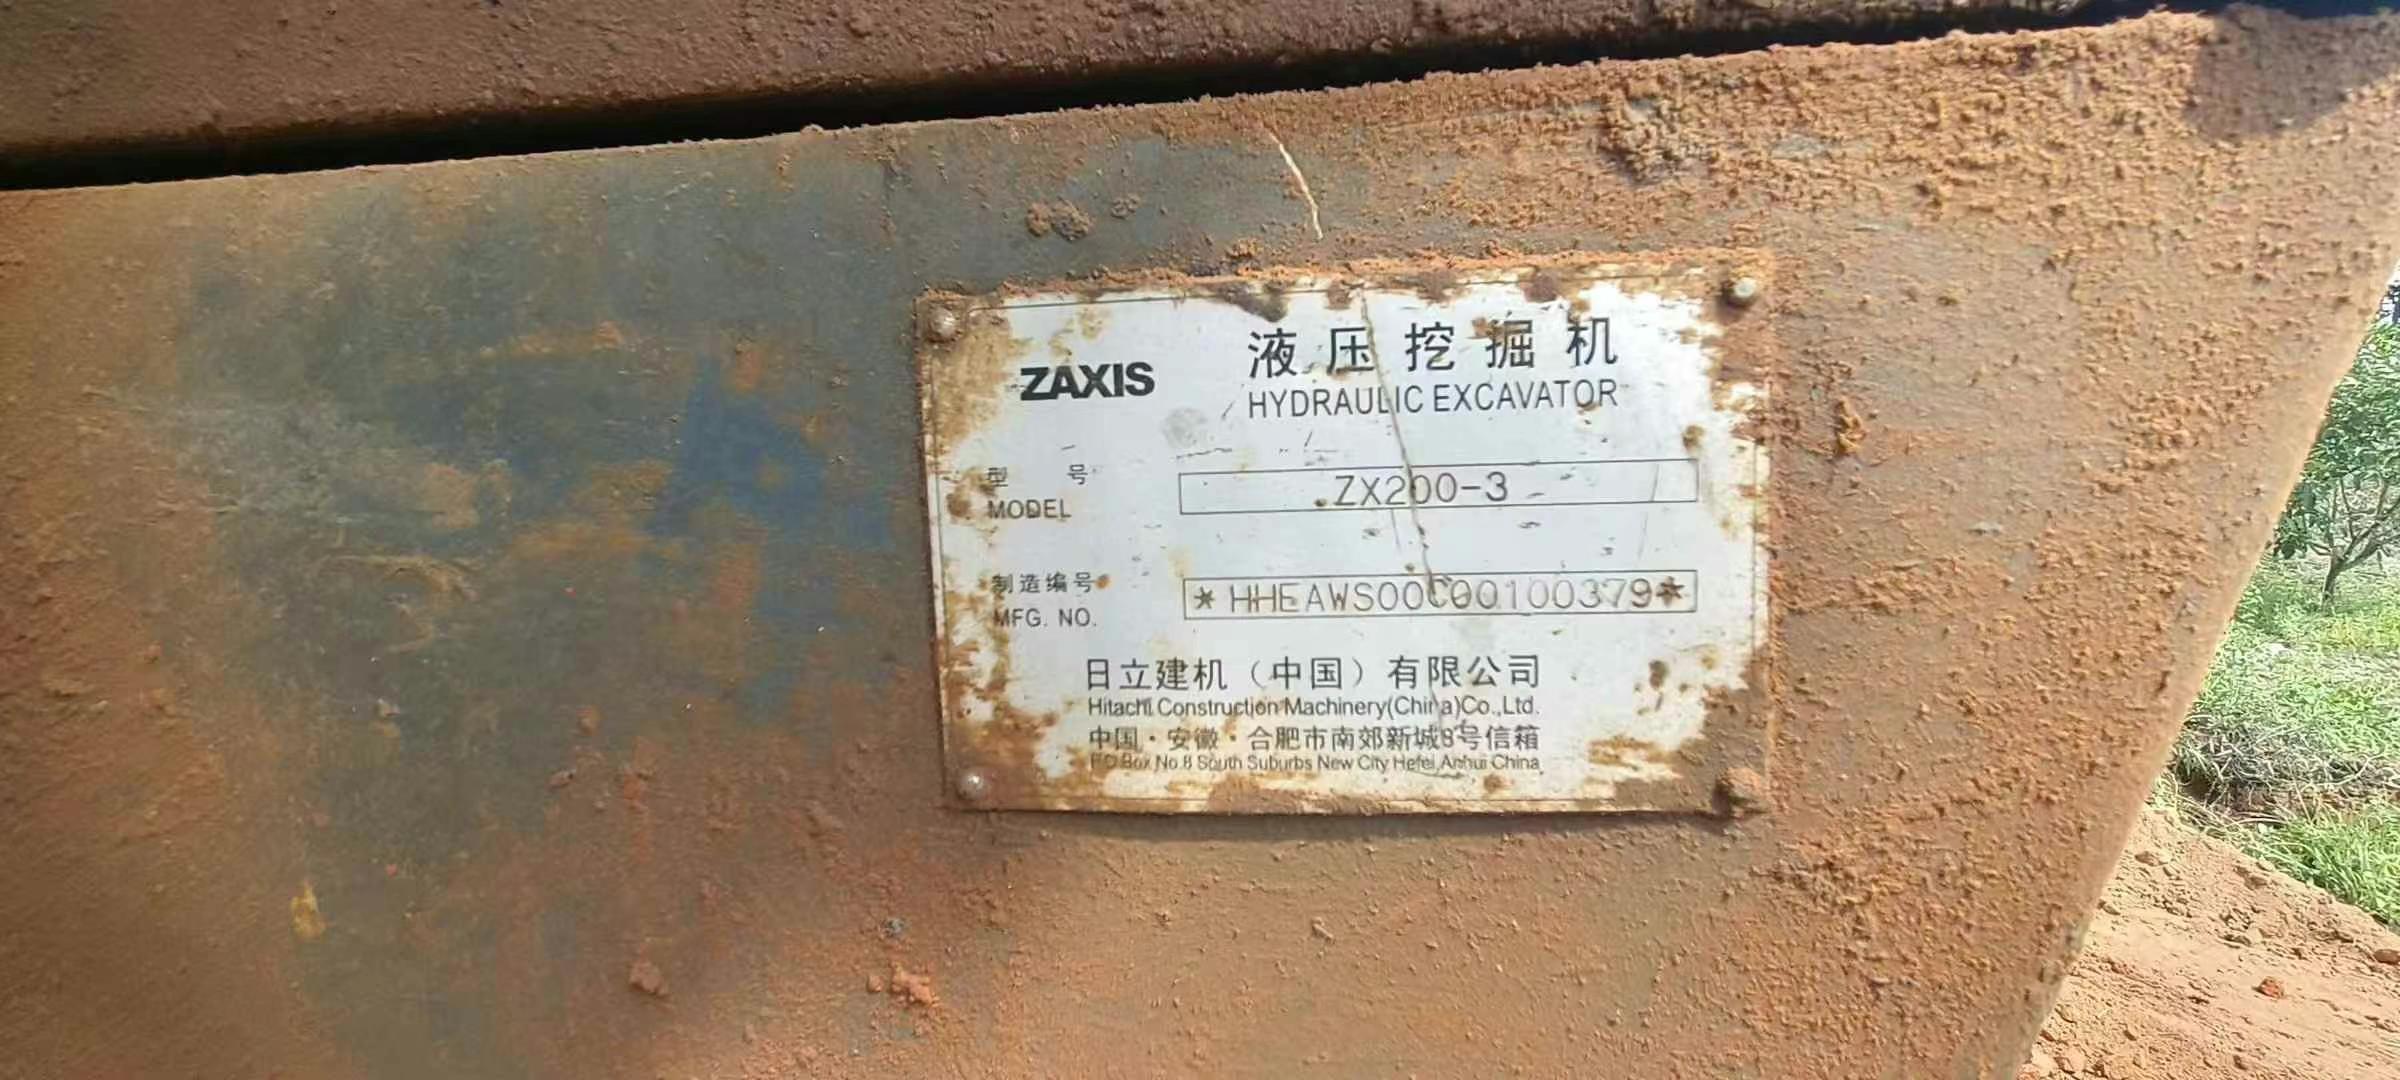 ZAXIS
液压挖掘机
HYDRAULIC EXCAVATOR
型 号
MODEL
ZX200-3
制造编号
MFG. NO.
*HHEAWS00C00100379*
日立建机（中国）有限公司
Hitachi Construction Machinery(China)Co.,Ltd.
中国·安徽·合肥市南郊新城8号信箱
P.O Box No.8 South Suburbs New City Hefei,Anhui China